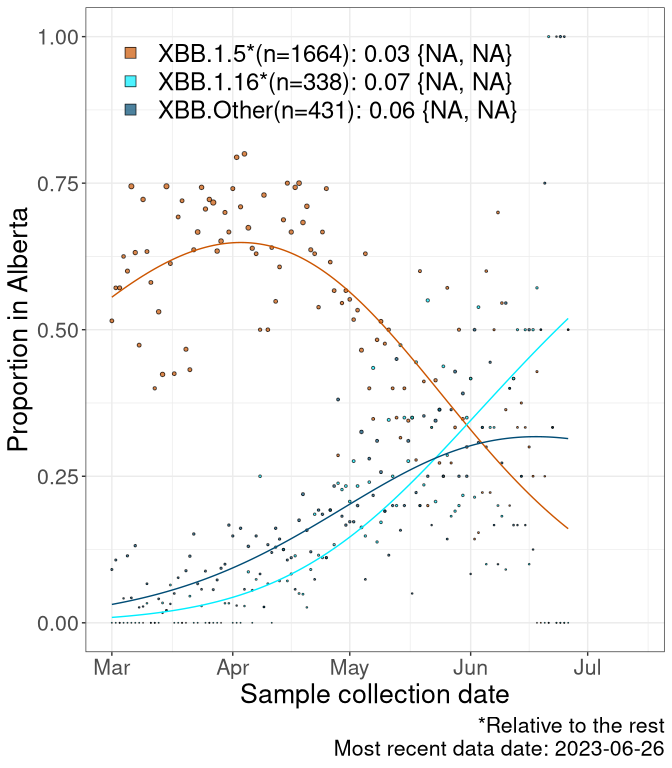 1.00
0.75
0.50
0.25
0.00
Proportion in Alberta
XBB.1.5*(n=1664): 0.03 {NA, NA}
XBB.1.16*(n=338): 0.07 {NA, NA}
XBB.Other(n=431): 0.06 {NA, NA}
Mar Apr May Jun Jul
Sample collection date
*Relative to the rest
Most recent data date: 2023-06-26